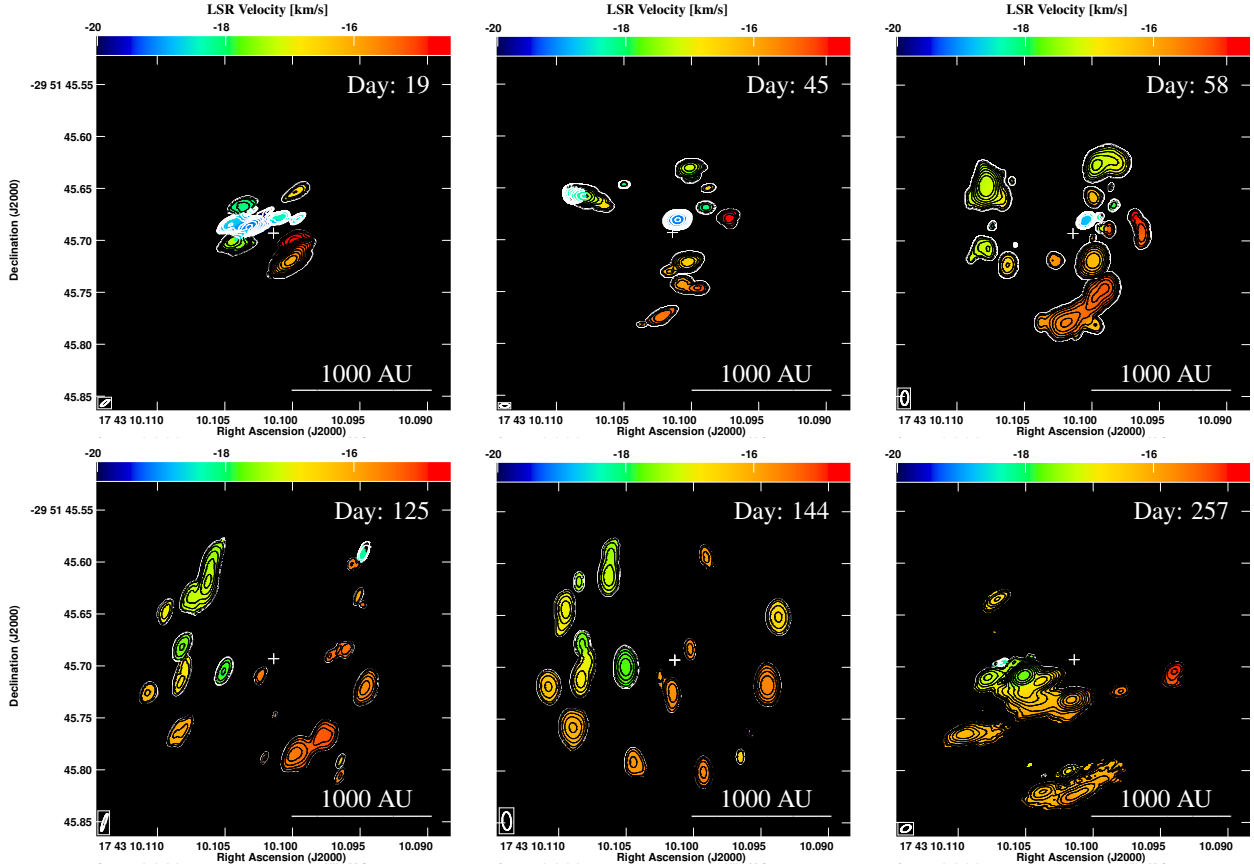 LSR Velocity [km/s] LSR Velocity [km/s] LSR Velocity [km/s]
-20 -18 -16 -20 -18 -16 -20 -18 -16
Day: 19 Day: 45 Day: 58
Declination (J2000)
-29 51 45.55
45.60
45.65
45.70
45.75
45.80
45.85
1000 AU 1000 AU 1000 AU
17 43 10.110 10.105 10.100 10.095 10.090 17 43 10.110 10.105 10.100 10.095 10.090 17 43 10.110 10.105 10.100 10.095 10.090
Right Ascension (J2000) Right Ascension (J2000) Right Ascension (J2000)
-20 -18 -16 -20 -18 -16 -20 -18 -16
Day: 125 Day: 144 Day: 257
Declination (J2000)
-29 51 45.55
45.60
45.65
45.70
45.75
45.80
45.85
1000 AU 1000 AU 1000 AU
17 43 10.110 10.105 10.100 10.095 10.090 17 43 10.110 10.105 10.100 10.095 10.090 17 43 10.110 10.105 10.100 10.095 10.090
Right Ascension (J2000) Right Ascension (J2000) Right Ascension (J2000)